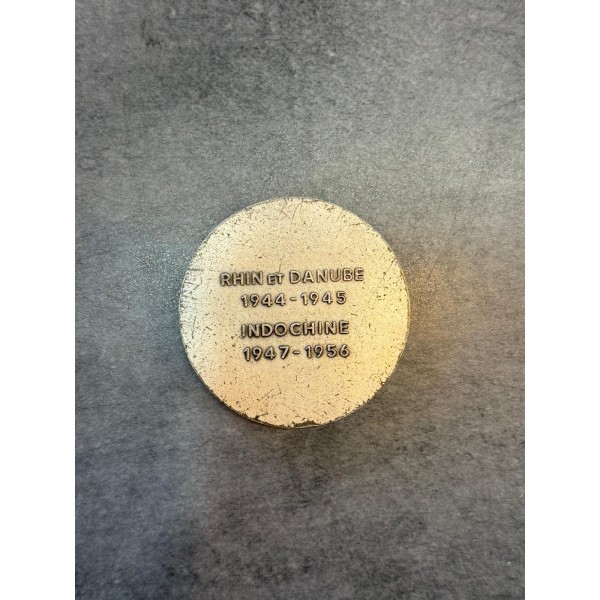 RHIN ET DANUBE
1944-1945
INDOCHINE
1947-1956